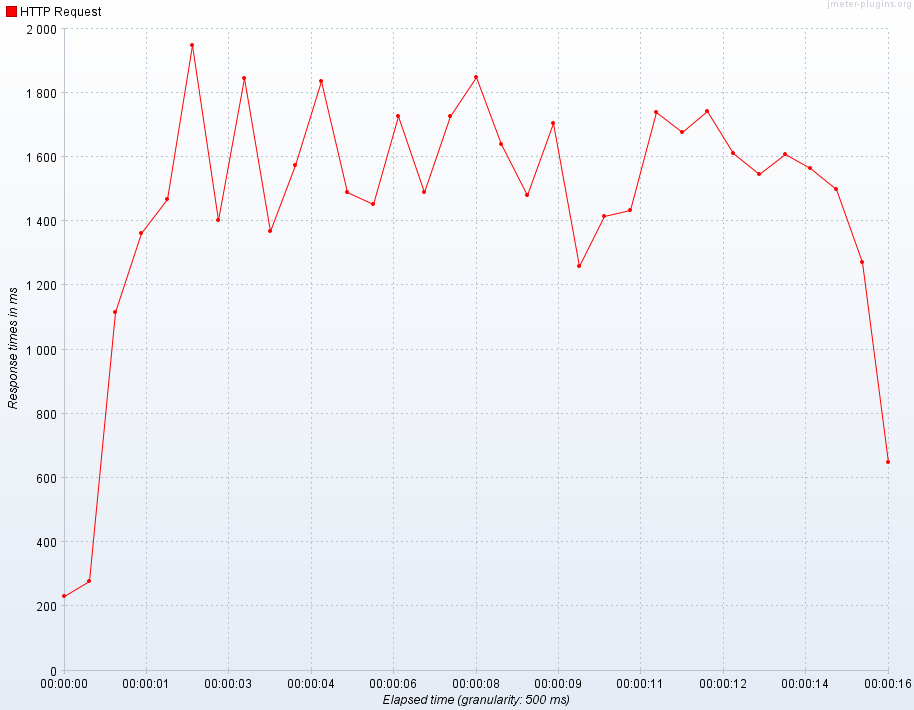 jmeter-plugins.org
HTTP Request
2 000
1 800
1 600
1 400
1 200
1 000
800
600
400
200
0
Response times in ms
00:00:00 00:00:01 00:00:03 00:00:04 00:00:06 00:00:08 00:00:09 00:00:11 00:00:12 00:00:14 00:00:16
Elapsed time (granularity: 500 ms)